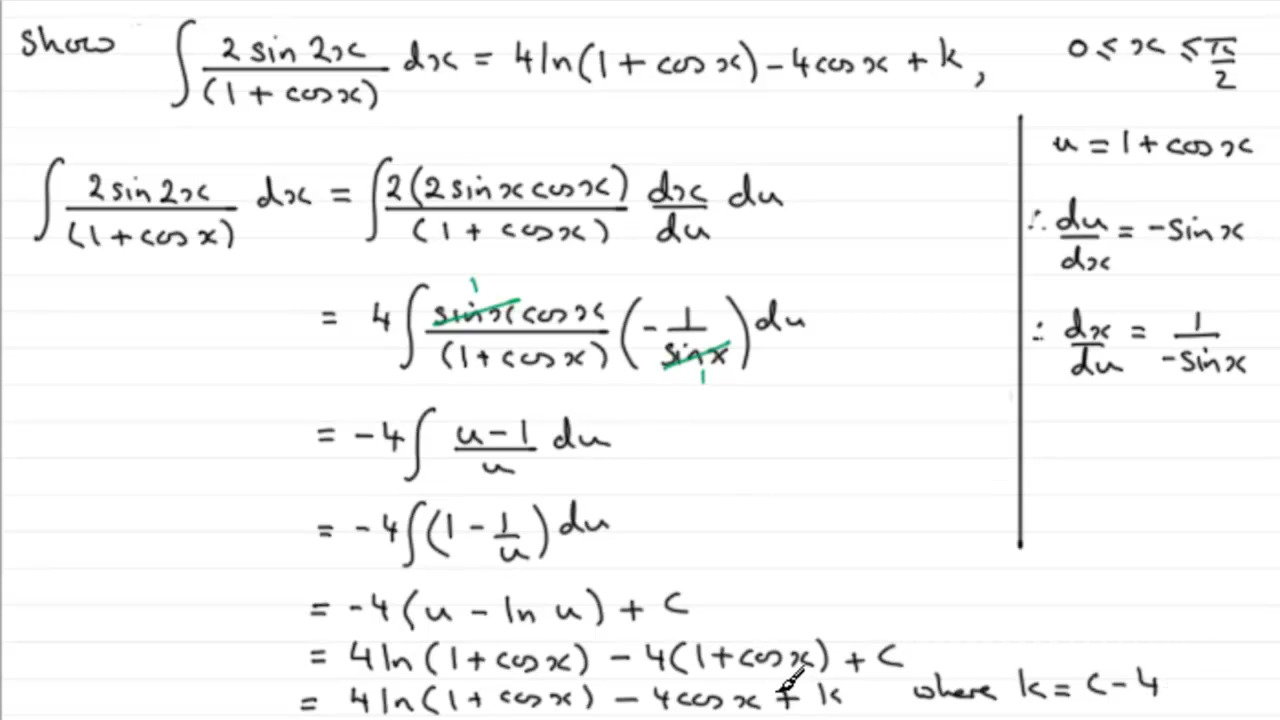 Show ∫ 2 sin 2x / (1 + cos x) dx = 4 ln(1 + cos x) - 4 cos x + k, 0 ≤ x ≤ π/2
∫ 2 sin 2x / (1 + cos x) dx = ∫ 2(2 sin x cos x) / (1 + cos x) dx/du du
= 4 ∫ sin x cos x / (1 + cos x) (- 1 / sin x) du
1
1
= -4 ∫ u - 1 / u du
= -4 ∫ (1 - 1/u) du
= -4 (u - ln u) + c
= 4 ln (1 + cos x) - 4(1 + cos x) + c
= 4 ln (1 + cos x) - 4 cos x + k where k = c - 4
u = 1 + cos x
∴ du/dx = - sin x
∴ dx/du = 1 / - sin x